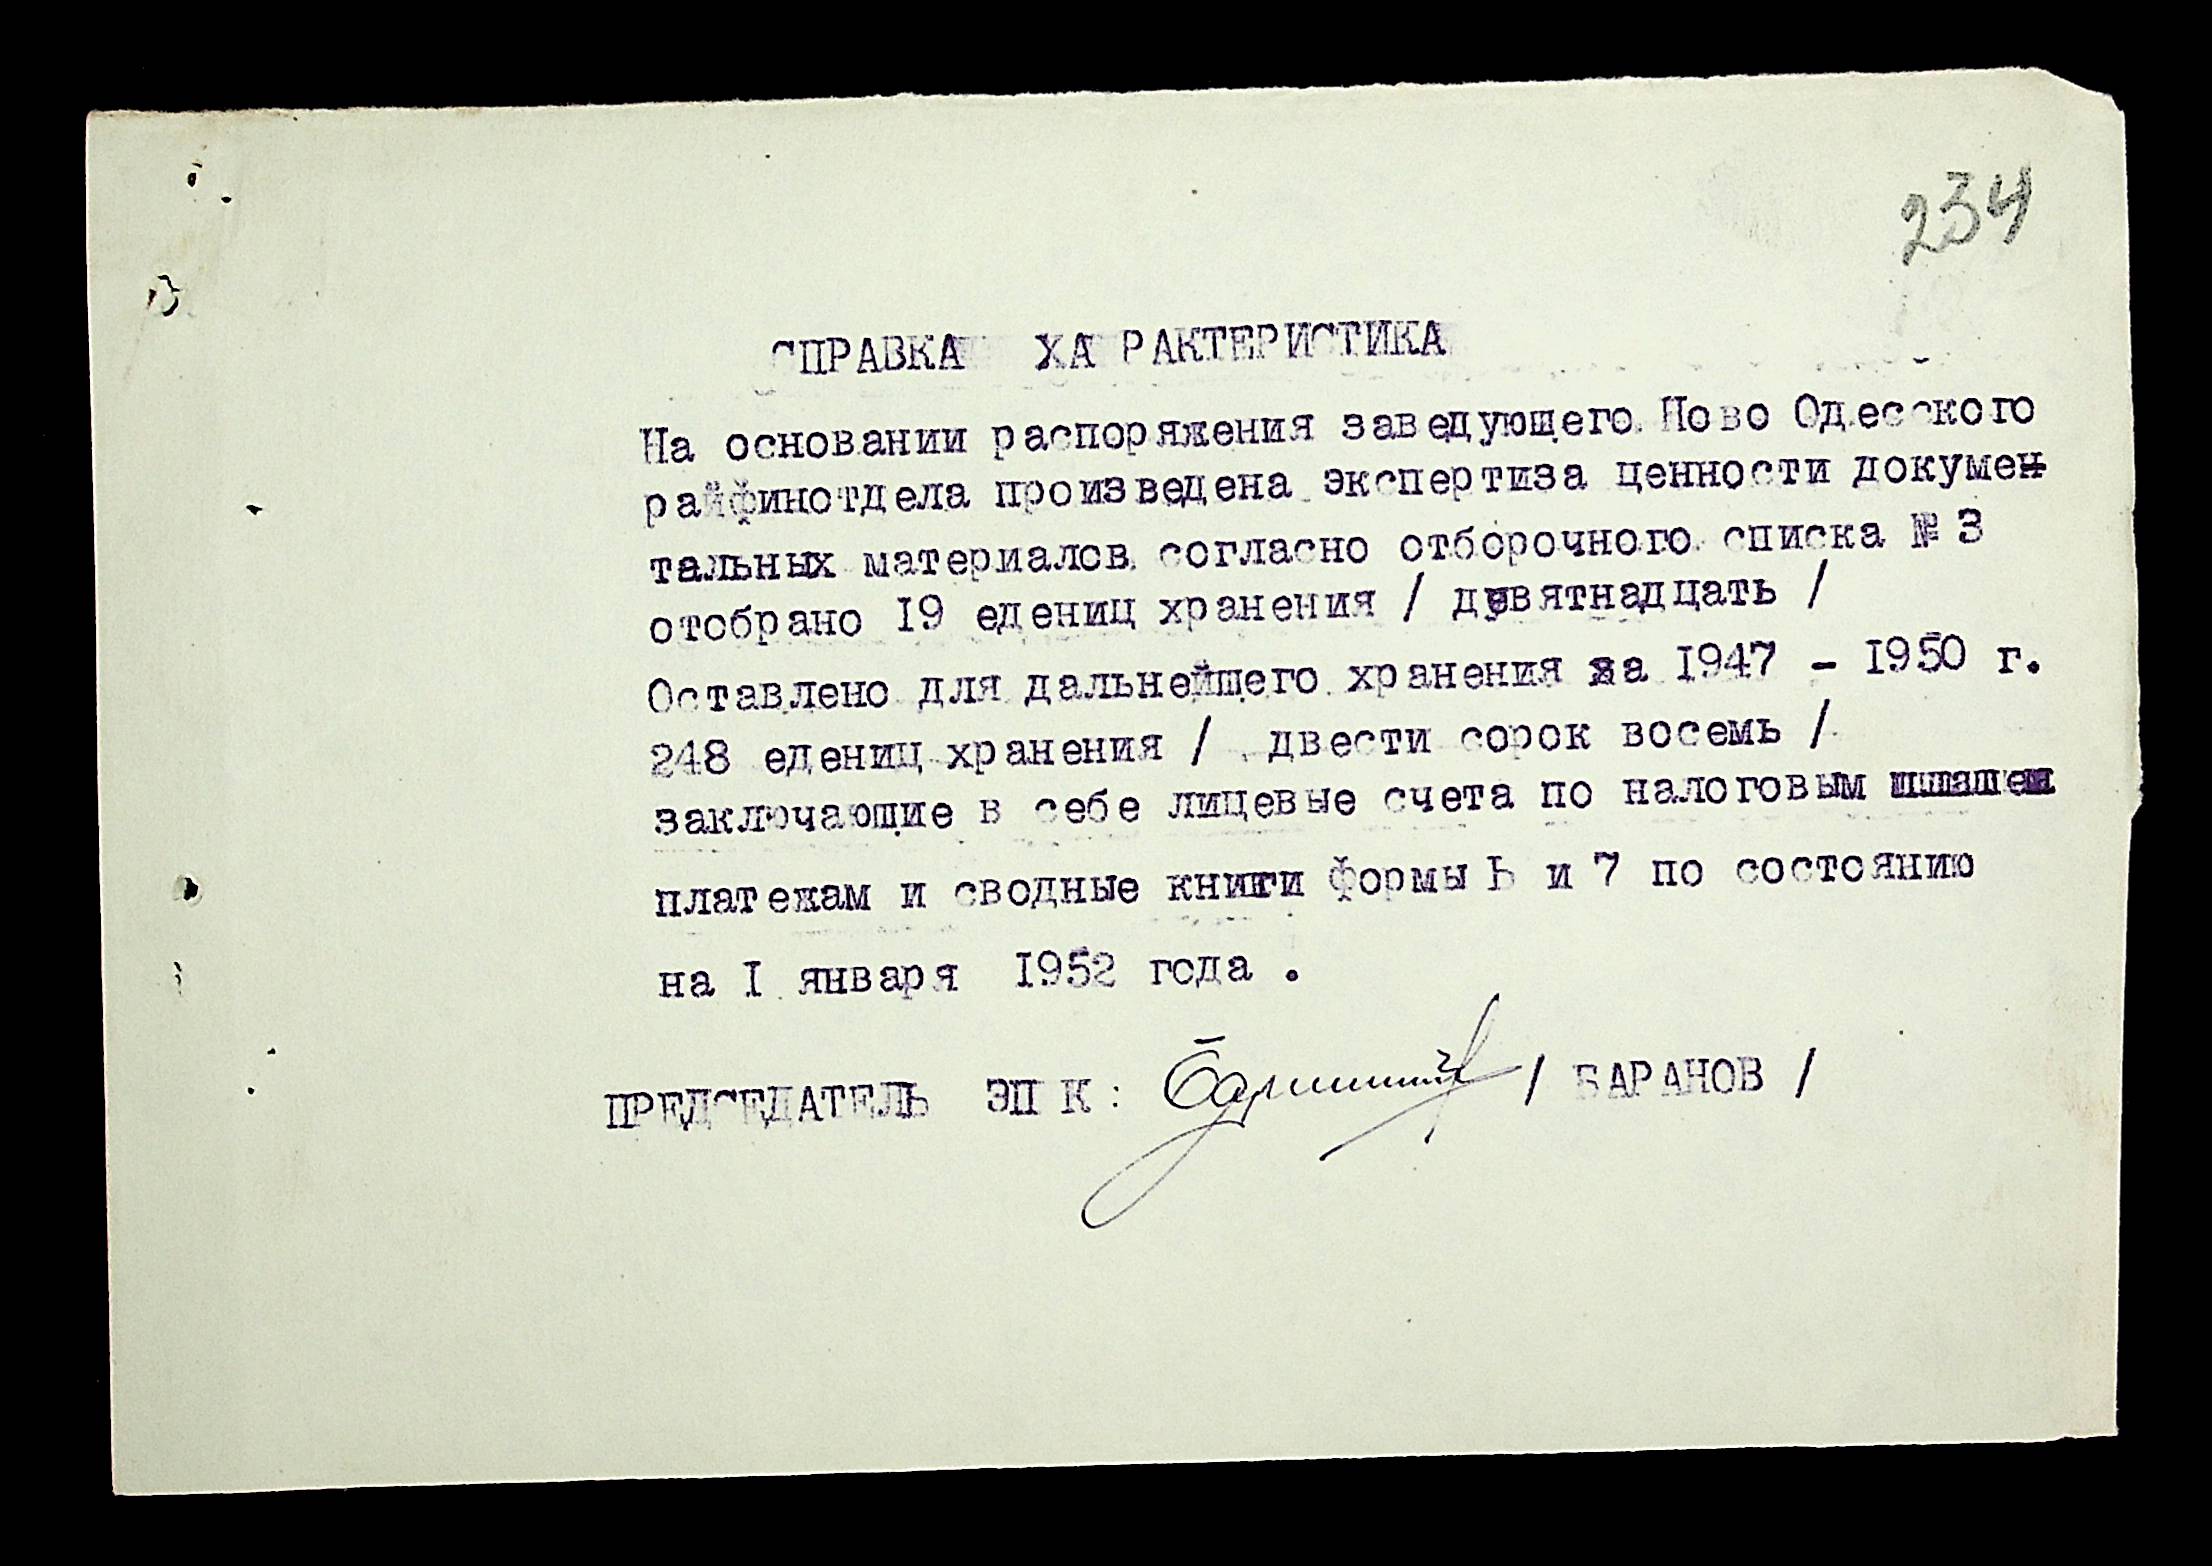 234
СПРАВКА ХАРАКТЕРИСТИКА
На основании распоряжения заведующего Ново Одесского
райфинотдела произведена экспертиза ценности докумен
тальных материалов согласно отборочного списка № 3
отобрано 19 едениц хранения / девятнадцать /
Оставлено для дальнейшего хранения за 1947 - 1950 г.
248 едениц хранения / двести сорок восемь /
заключающие в себе лицевые счета по налоговым
платежам и сводные книги формы и 7 по состоянию
на I января 1952 года .
ПРЕДСЕДАТЕЛЬ ЭПК: / БАРАНОВ /